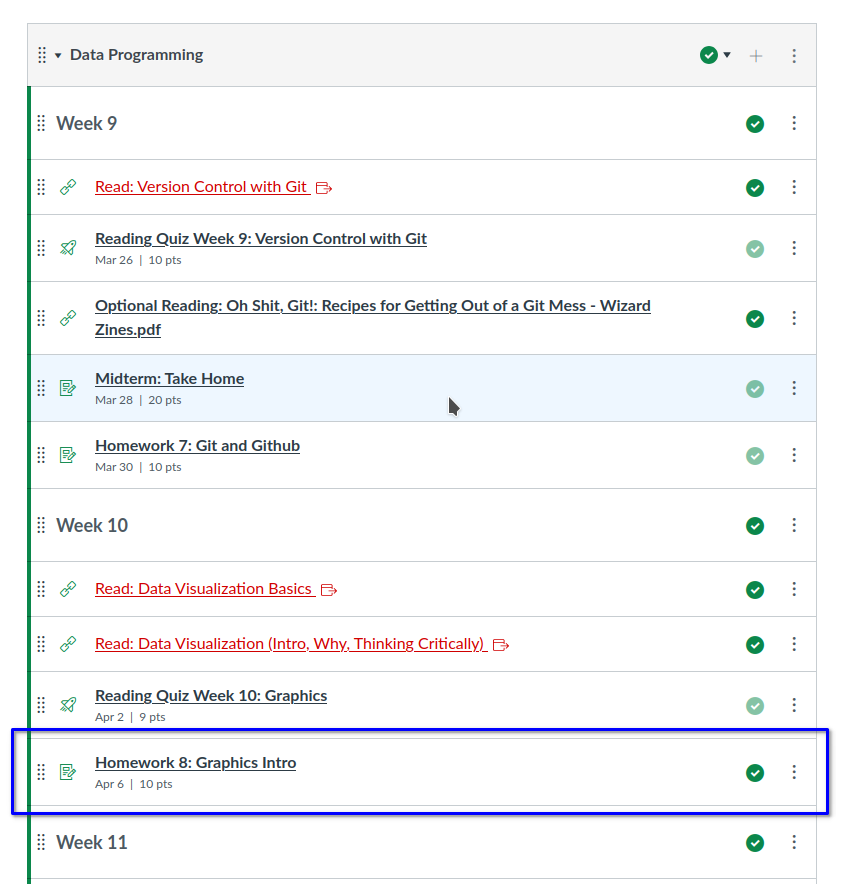 Data Programming
Week 9
Read: Version Control with Git
Reading Quiz Week 9: Version Control with Git
Mar 26 | 10 pts
Optional Reading: Oh Shit, Git!: Recipes for Getting Out of a Git Mess - Wizard
Zines.pdf
Midterm: Take Home
Mar 28 | 20 pts
Homework 7: Git and Github
Mar 30 | 10 pts
Week 10
Read: Data Visualization Basics
Read: Data Visualization (Intro, Why, Thinking Critically)
Reading Quiz Week 10: Graphics
Apr 2 | 9 pts
Homework 8: Graphics Intro
Apr 6 | 10 pts
Week 11